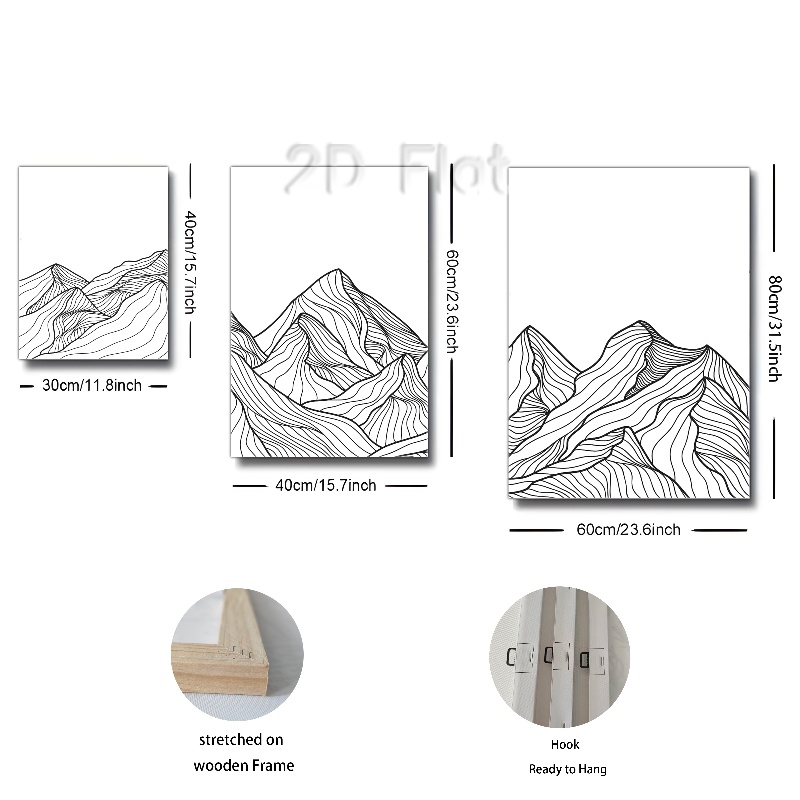 2D Flat
40cm/15.7inch
30cm/11.8inch
60cm/23.6inch
40cm/15.7inch
80cm/31.5inch
60cm/23.6inch
stretched on
wooden Frame
Hook
Ready to Hang